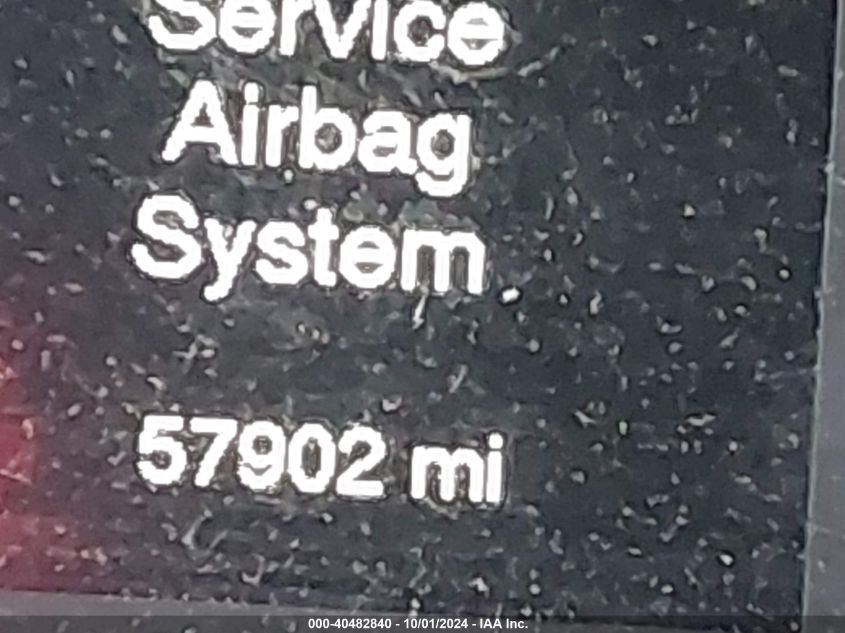 Service
Airbag
System
57902 mi
000-40482840 - 10/01/2024 - IAA Inc.